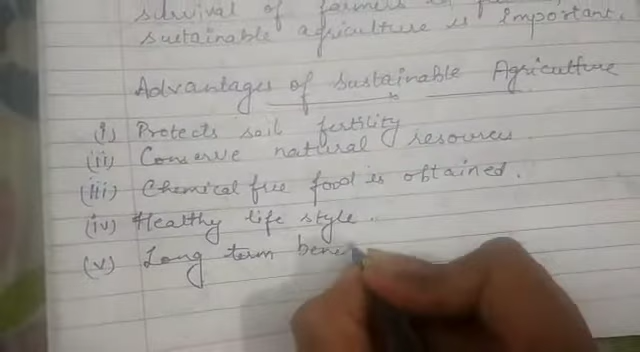 survival of farmers
sustainable agriculture is important.
Advantages of sustainable Agriculture
(i) Protects soil fertility
(ii) Conserve natural resources.
(iii) Chemical free food is obtained.
(iv) Healthy life style.
(v) Long term bene